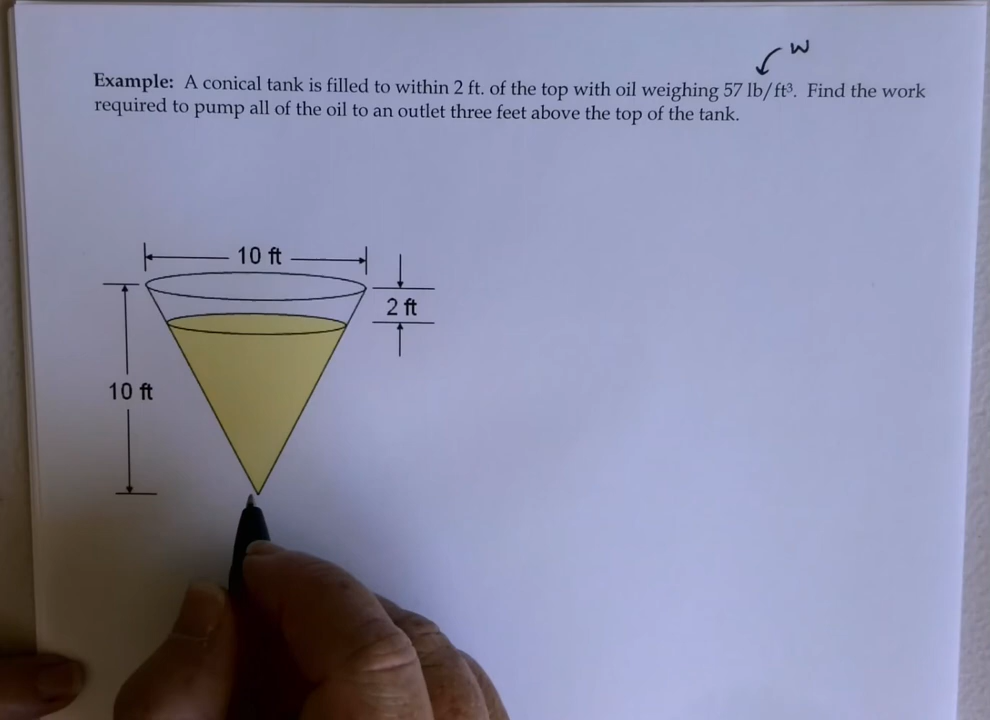 w
Example: A conical tank is filled to within 2 ft. of the top with oil weighing 57 lb/ft³. Find the work
required to pump all of the oil to an outlet three feet above the top of the tank.
10 ft
2 ft
10 ft